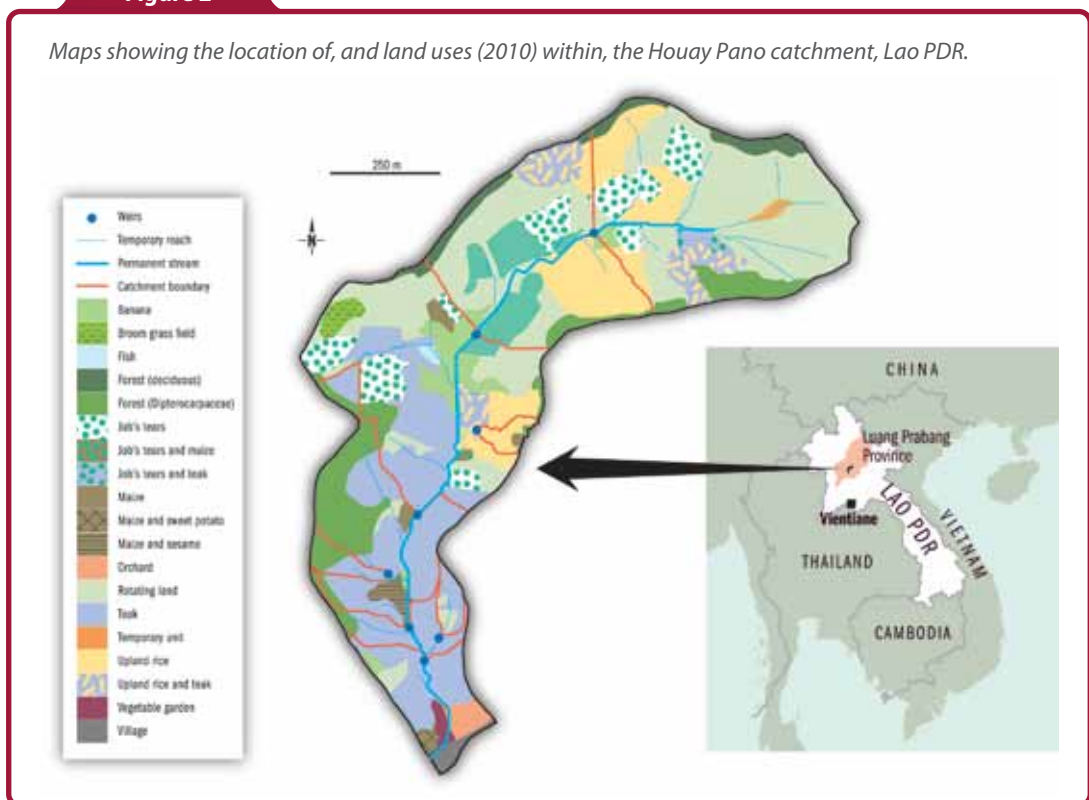 Figure 2
Maps showing the location of, and land uses (2010) within, the Houay Pano catchment, Lao PDR.
250 m
N
Weirs
Temporary reach
Permanent stream
Catchment boundary
Banana
Broom grass field
Fish
Forest (deciduous)
Forest (Dipterocarpaceae)
Job's tears
Job's tears and maize
Job's tears and teak
Maize
Maize and sweet potato
Maize and sesame
Orchard
Rotating land
Teak
Temporary unit
Upland rice
Upland rice and teak
Vegetable garden
Village
CHINA
Luang Prabang
Province
Vientiane
LAO PDR
VIETNAM
THAILAND
CAMBODIA